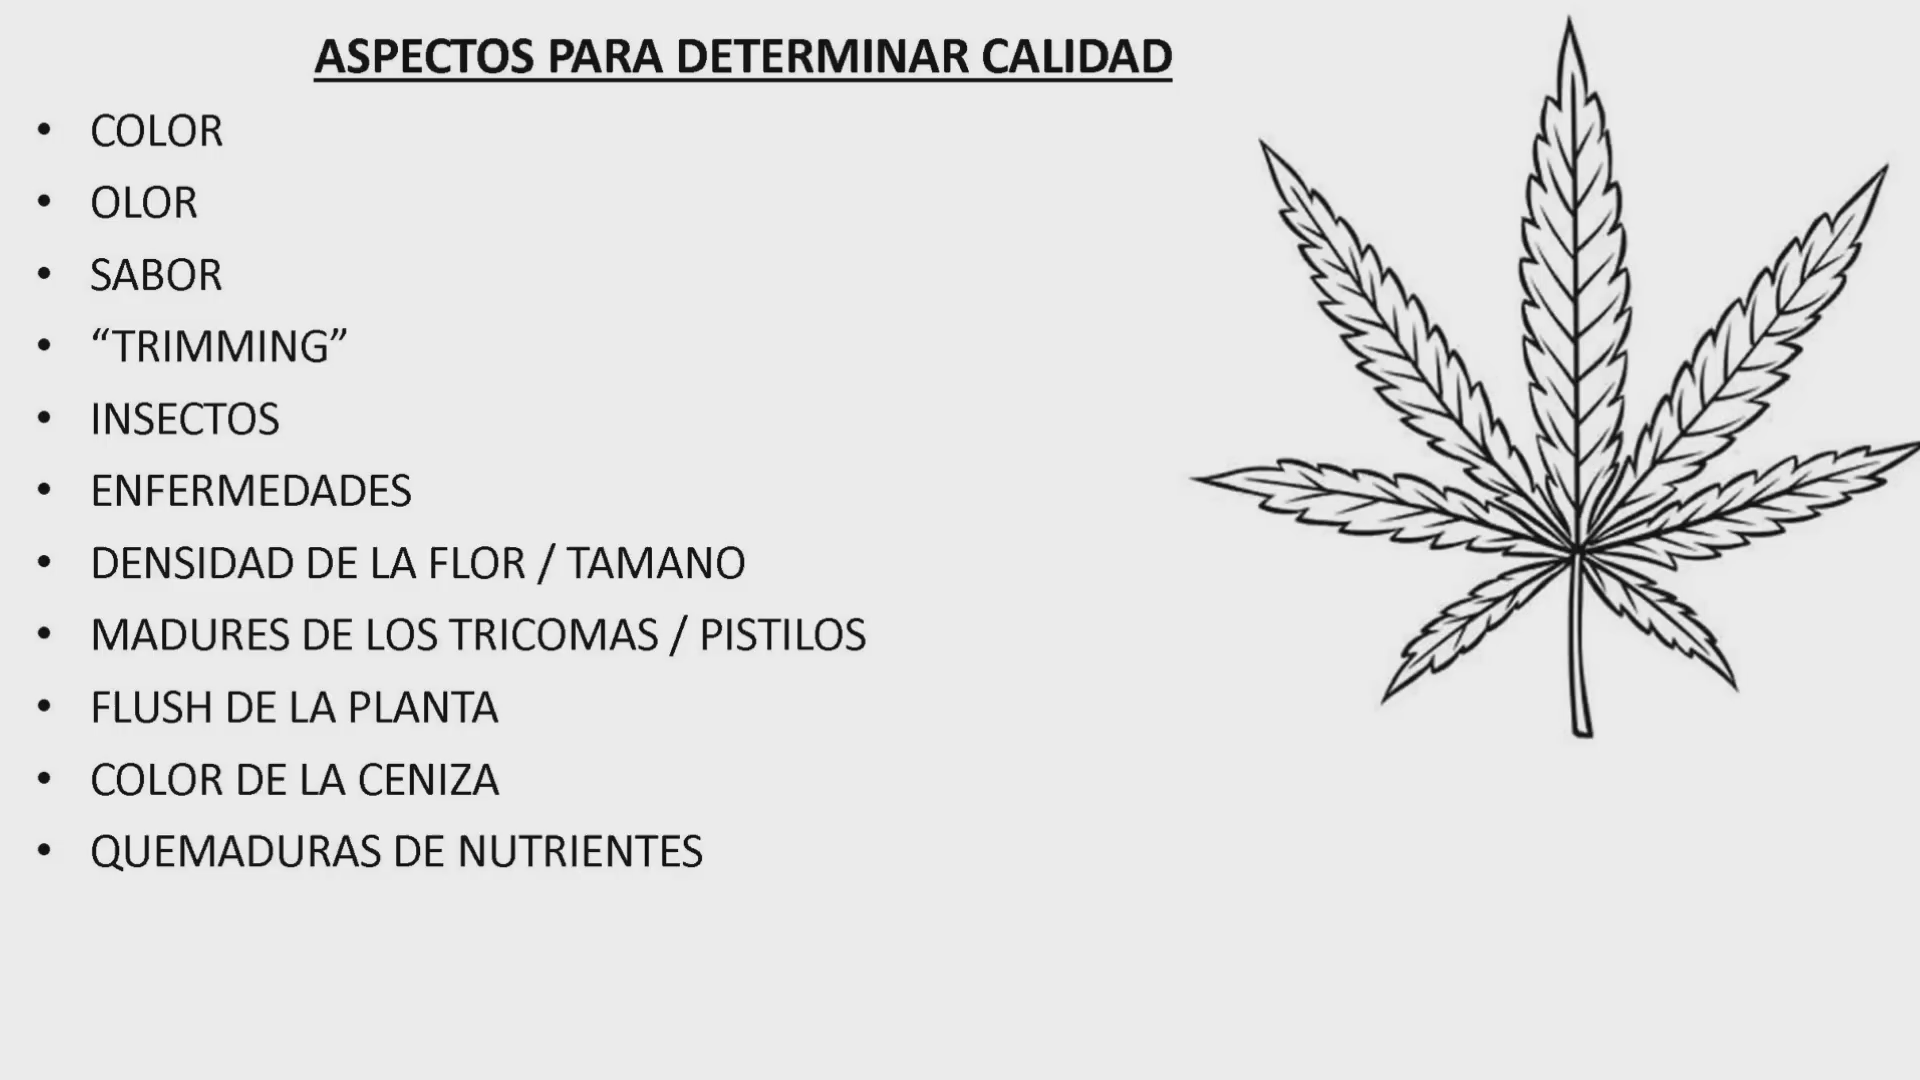 ASPECTOS PARA DETERMINAR CALIDAD
• COLOR
• OLOR
• SABOR
• “TRIMMING”
• INSECTOS
• ENFERMEDADES
• DENSIDAD DE LA FLOR / TAMANO
• MADURES DE LOS TRICOMAS / PISTILOS
• FLUSH DE LA PLANTA
• COLOR DE LA CENIZA
• QUEMADURAS DE NUTRIENTES